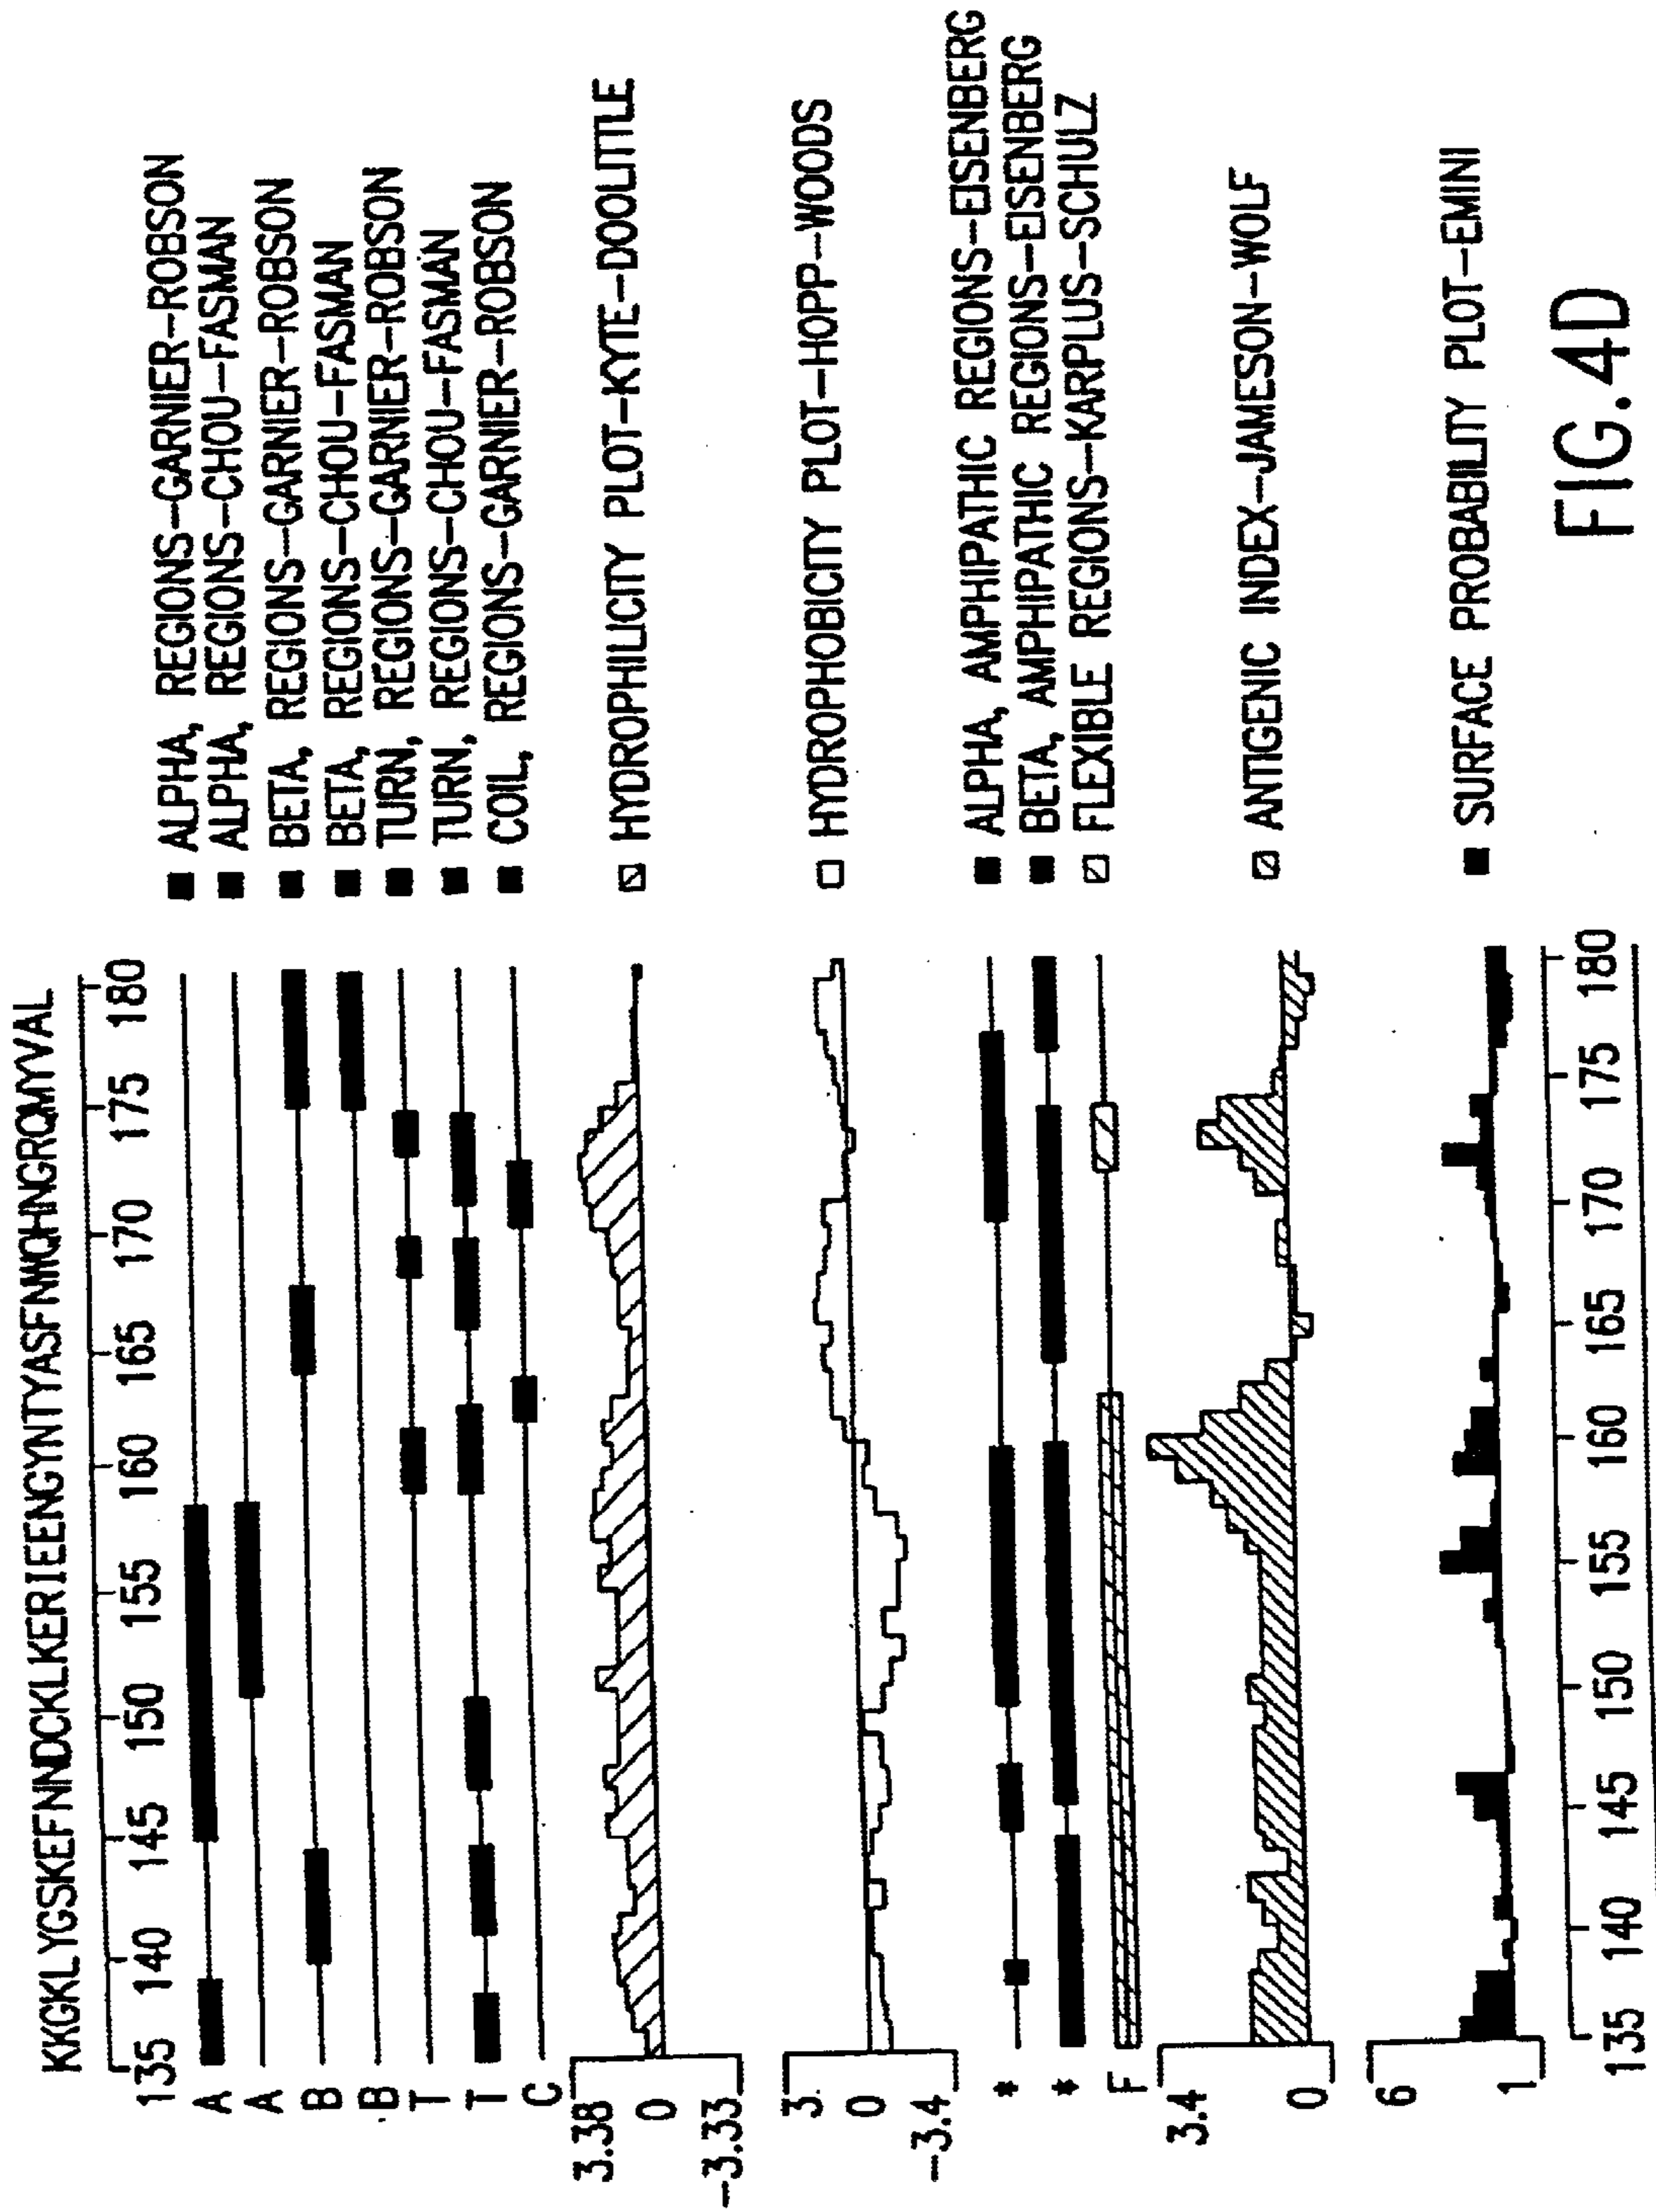 KKGKLYGSKEFNNDCKLKERIEENGYNTYASFNWQHNGRQMYVAL
135 140 145 150 155 160 165 170 175 180
A ■ ALPHA, REGIONS-GARNIER-ROBSON
A ■ ALPHA, REGIONS-CHOU-FASMAN
B ■ BETA, REGIONS-GARNIER-ROBSON
B ■ BETA, REGIONS-CHOU-FASMAN
T ■ TURN, REGIONS-GARNIER-ROBSON
T ■ TURN, REGIONS-CHOU-FASMAN
C ■ COIL, REGIONS-GARNIER-ROBSON
3.38
0 HYDROPHILICITY PLOT-KYTE-DOOLITTLE
-3.33
3.
0 HYDROPHOBICITY PLOT-HOPP-WOODS
-3.4
* ■ ALPHA, AMPHIPATHIC REGIONS-EISENBERG
* ■ BETA, AMPHIPATHIC REGIONS-EISENBERG
F FLEXIBLE REGIONS-KARPLUS-SCHULZ
3.4
ANTIGENIC INDEX-JAMESON-WOLF
0
6
■ SURFACE PROBABILITY PLOT-EMINI
1
135 140 145 150 155 160 165 170 175 180
FIG.4D